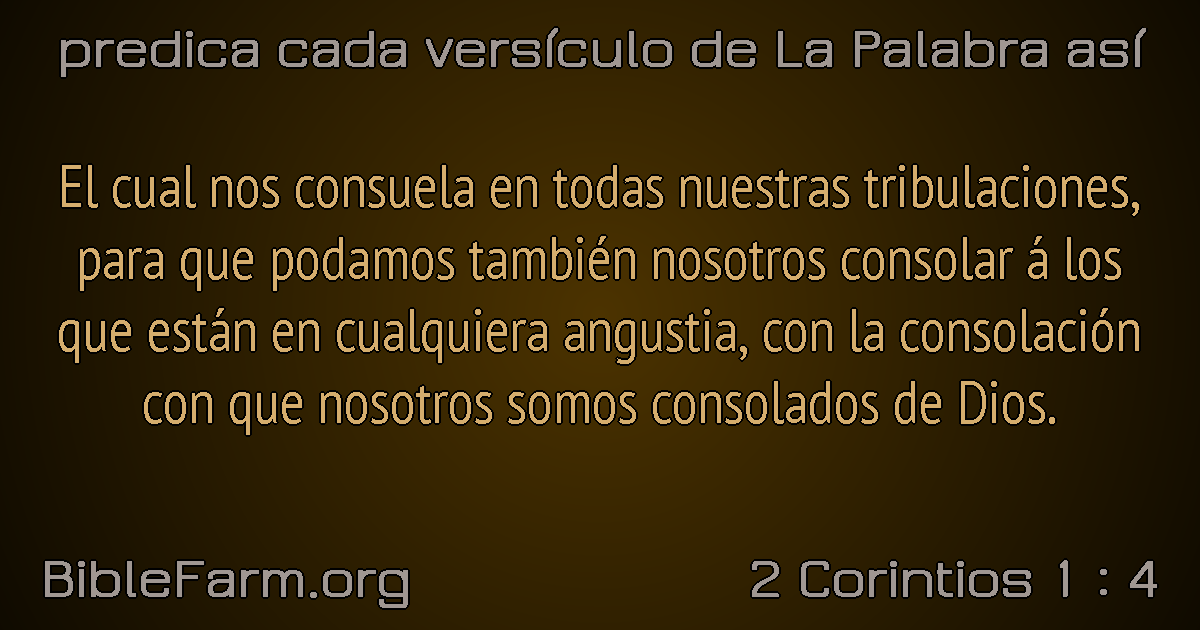 predica cada versículo de La Palabra así
El cual nos consuela en todas nuestras tribulaciones,
para que podamos también nosotros consolar á los
que están en cualquiera angustia, con la consolación
con que nosotros somos consolados de Dios.
BibleFarm.org
2 Corintios 1 : 4